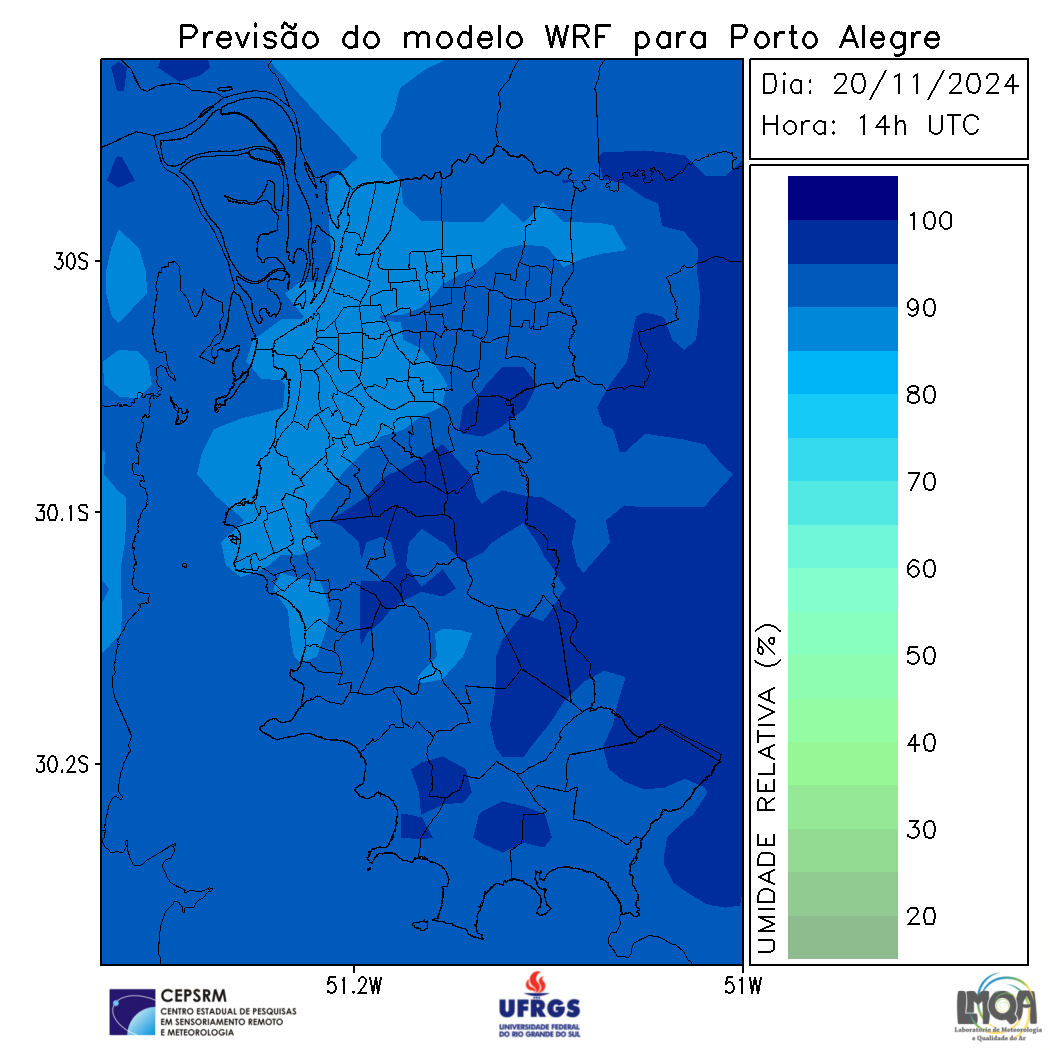 Previsão do modelo WRF para Porto Alegre
Dia: 20/11/2024
Hora: 14h UTC
100
90
80
70
60
50
40
30
20
UMIDADE RELATIVA (%)
30S
30.1S
30.2S
51.2W
51W
CEPSRM
CENTRO ESTADUAL DE PESQUISAS
EM SENSORIAMENTO REMOTO
E METEOROLOGIA
UFRGS
UNIVERSIDADE FEDERAL
DO RIO GRANDE DO SUL
LMQA
Laboratório de Meteorologia
e Qualidade do Ar